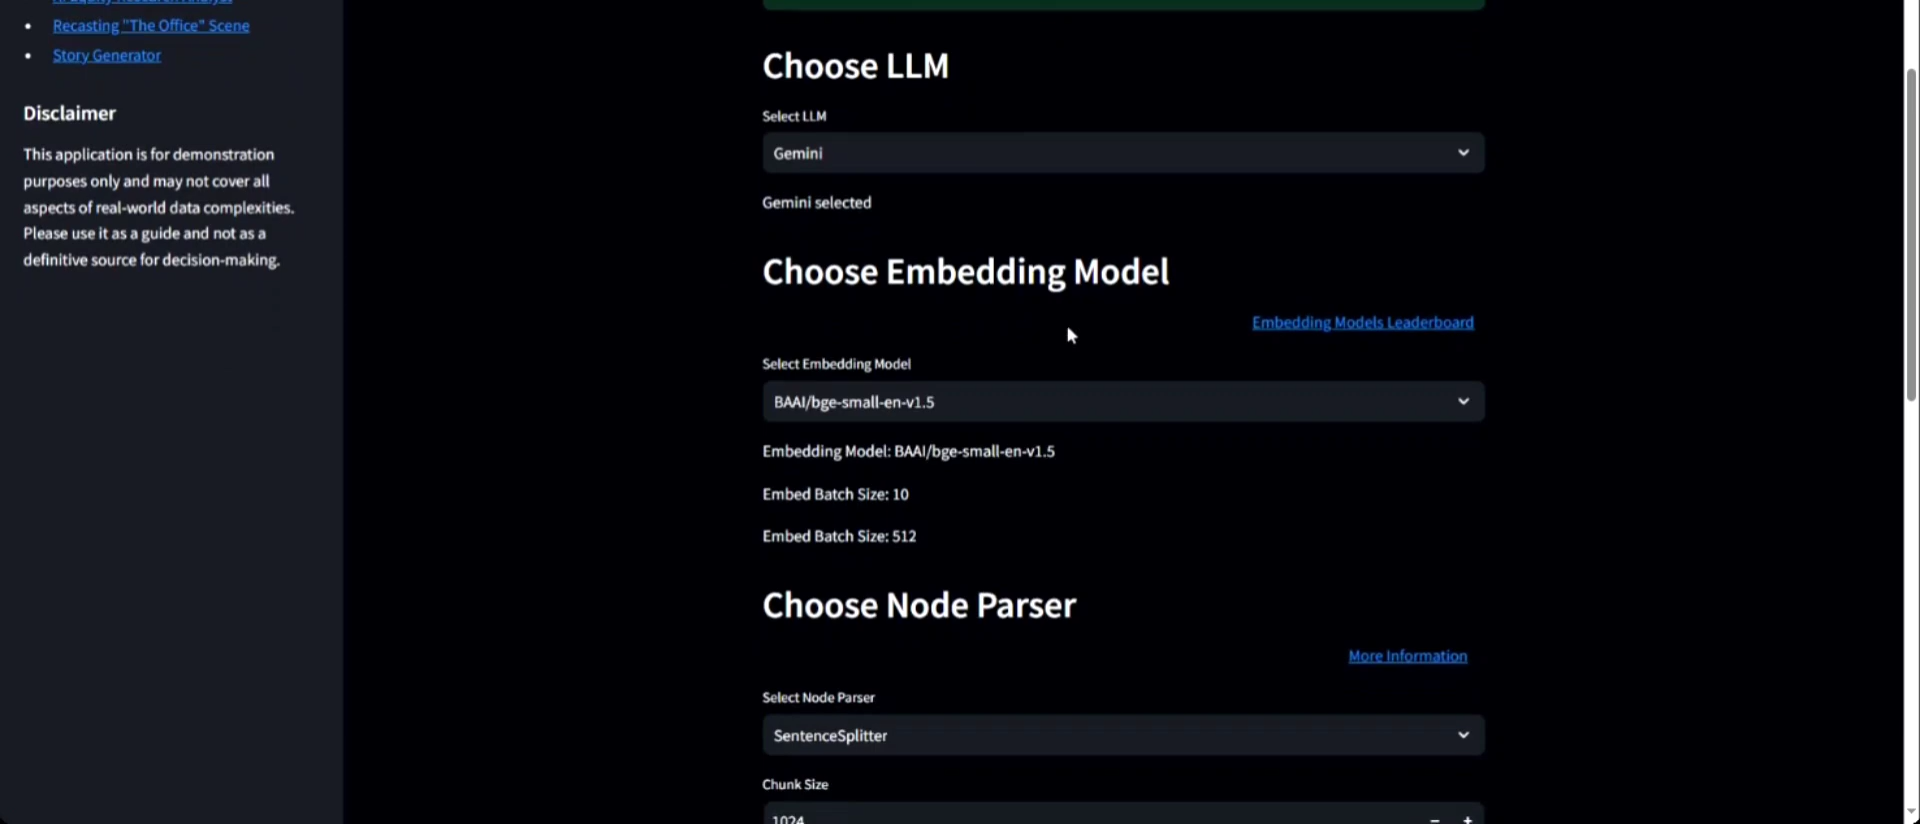 Recasting "The Office" Scene
Story Generator
Disclaimer
This application is for demonstration
purposes only and may not cover all
aspects of real-world data complexities.
Please use it as a guide and not as a
definitive source for decision-making.
Choose LLM
Select LLM
Gemini
Gemini selected
Choose Embedding Model
Embedding Models Leaderboard
Select Embedding Model
BAAI/bge-small-en-v1.5
Embedding Model: BAAI/bge-small-en-v1.5
Embed Batch Size: 10
Embed Batch Size: 512
Choose Node Parser
More Information
Select Node Parser
SentenceSplitter
Chunk Size
1024